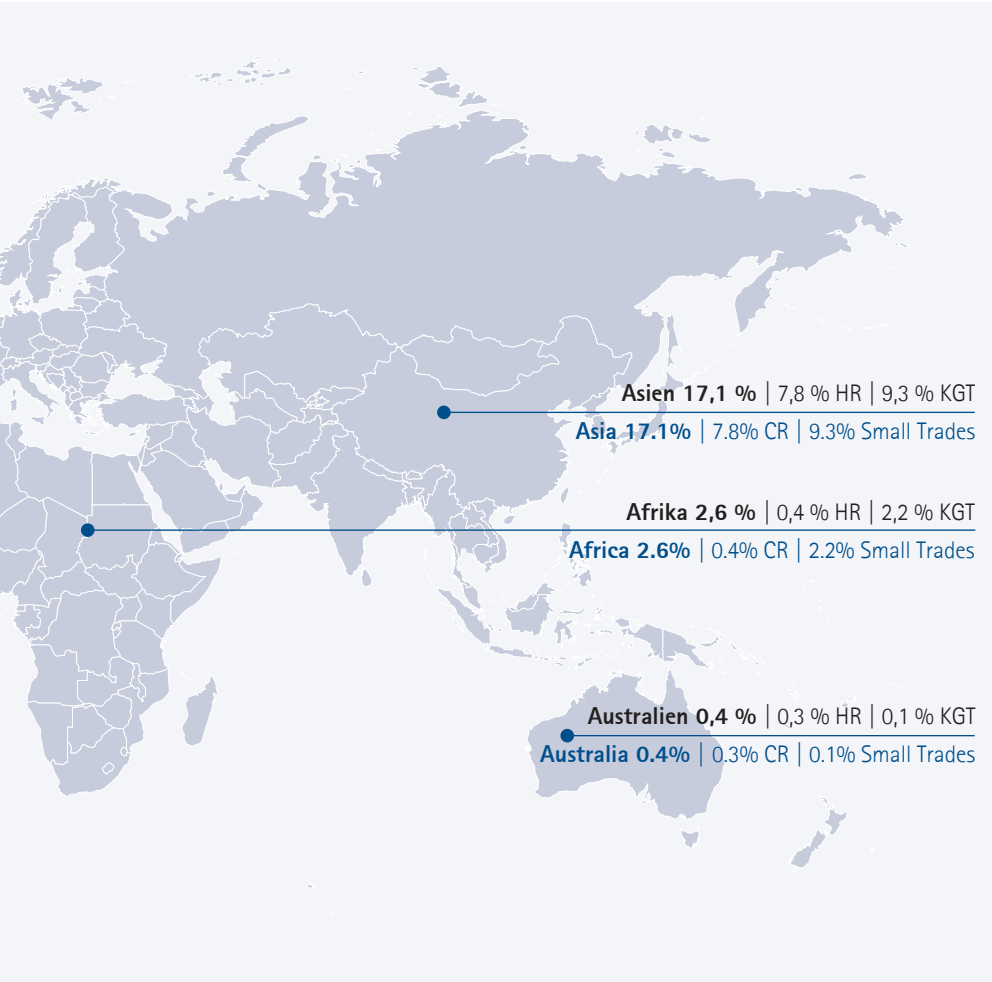 Asien 17,1 % | 7,8 % HR | 9,3 % KGT
Asia 17.1% | 7.8% CR | 9.3% Small Trades
Afrika 2,6 % | 0,4 % HR | 2,2 % KGT
Africa 2.6% | 0.4% CR | 2.2% Small Trades
Australien 0,4 % | 0,3 % HR | 0,1 % KGT
Australia 0.4% | 0.3% CR | 0.1% Small Trades